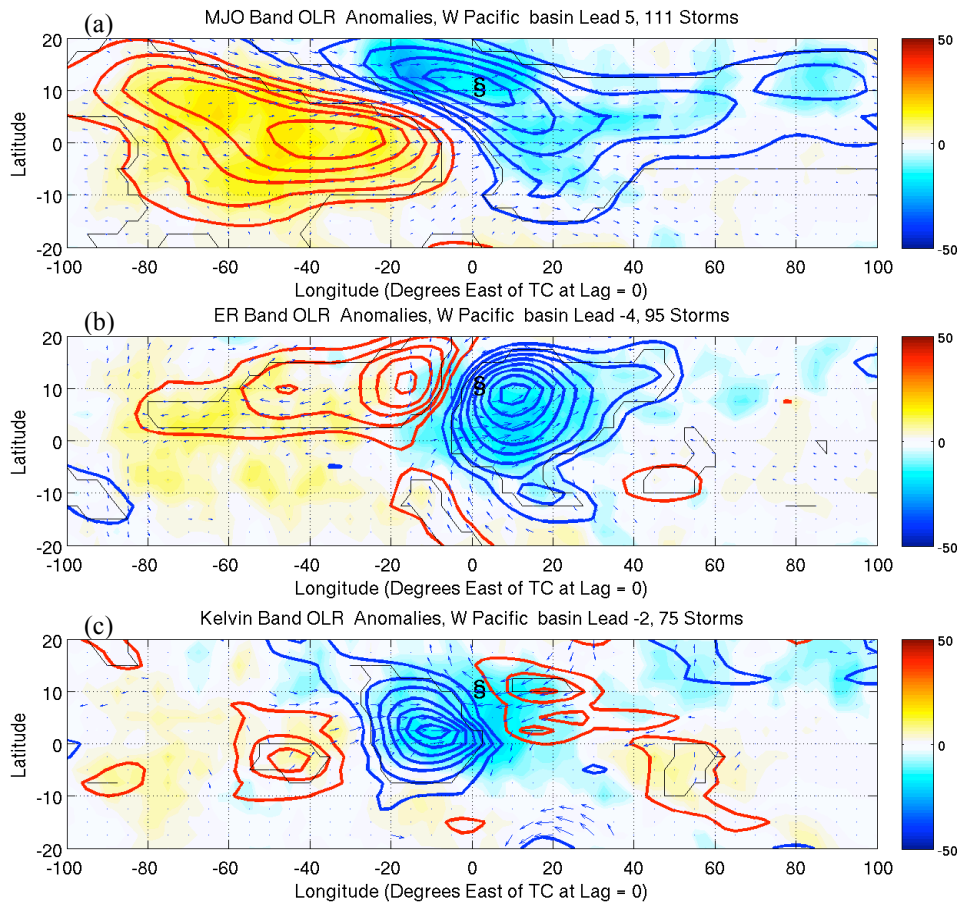 (a) MJO Band OLR Anomalies, W Pacific basin Lead 5, 111 Storms
20
10
0
-10
-20
Latitude
§
-100 -80 -60 -40 -20 0 20 40 60 80 100
Longitude (Degrees East of TC at Lag = 0)
50
0
-50
(b) ER Band OLR Anomalies, W Pacific basin Lead -4, 95 Storms
20
10
0
-10
-20
Latitude
§
-100 -80 -60 -40 -20 0 20 40 60 80 100
Longitude (Degrees East of TC at Lag = 0)
50
0
-50
(c) Kelvin Band OLR Anomalies, W Pacific basin Lead -2, 75 Storms
20
10
0
-10
-20
Latitude
§
-100 -80 -60 -40 -20 0 20 40 60 80 100
Longitude (Degrees East of TC at Lag = 0)
50
0
-50